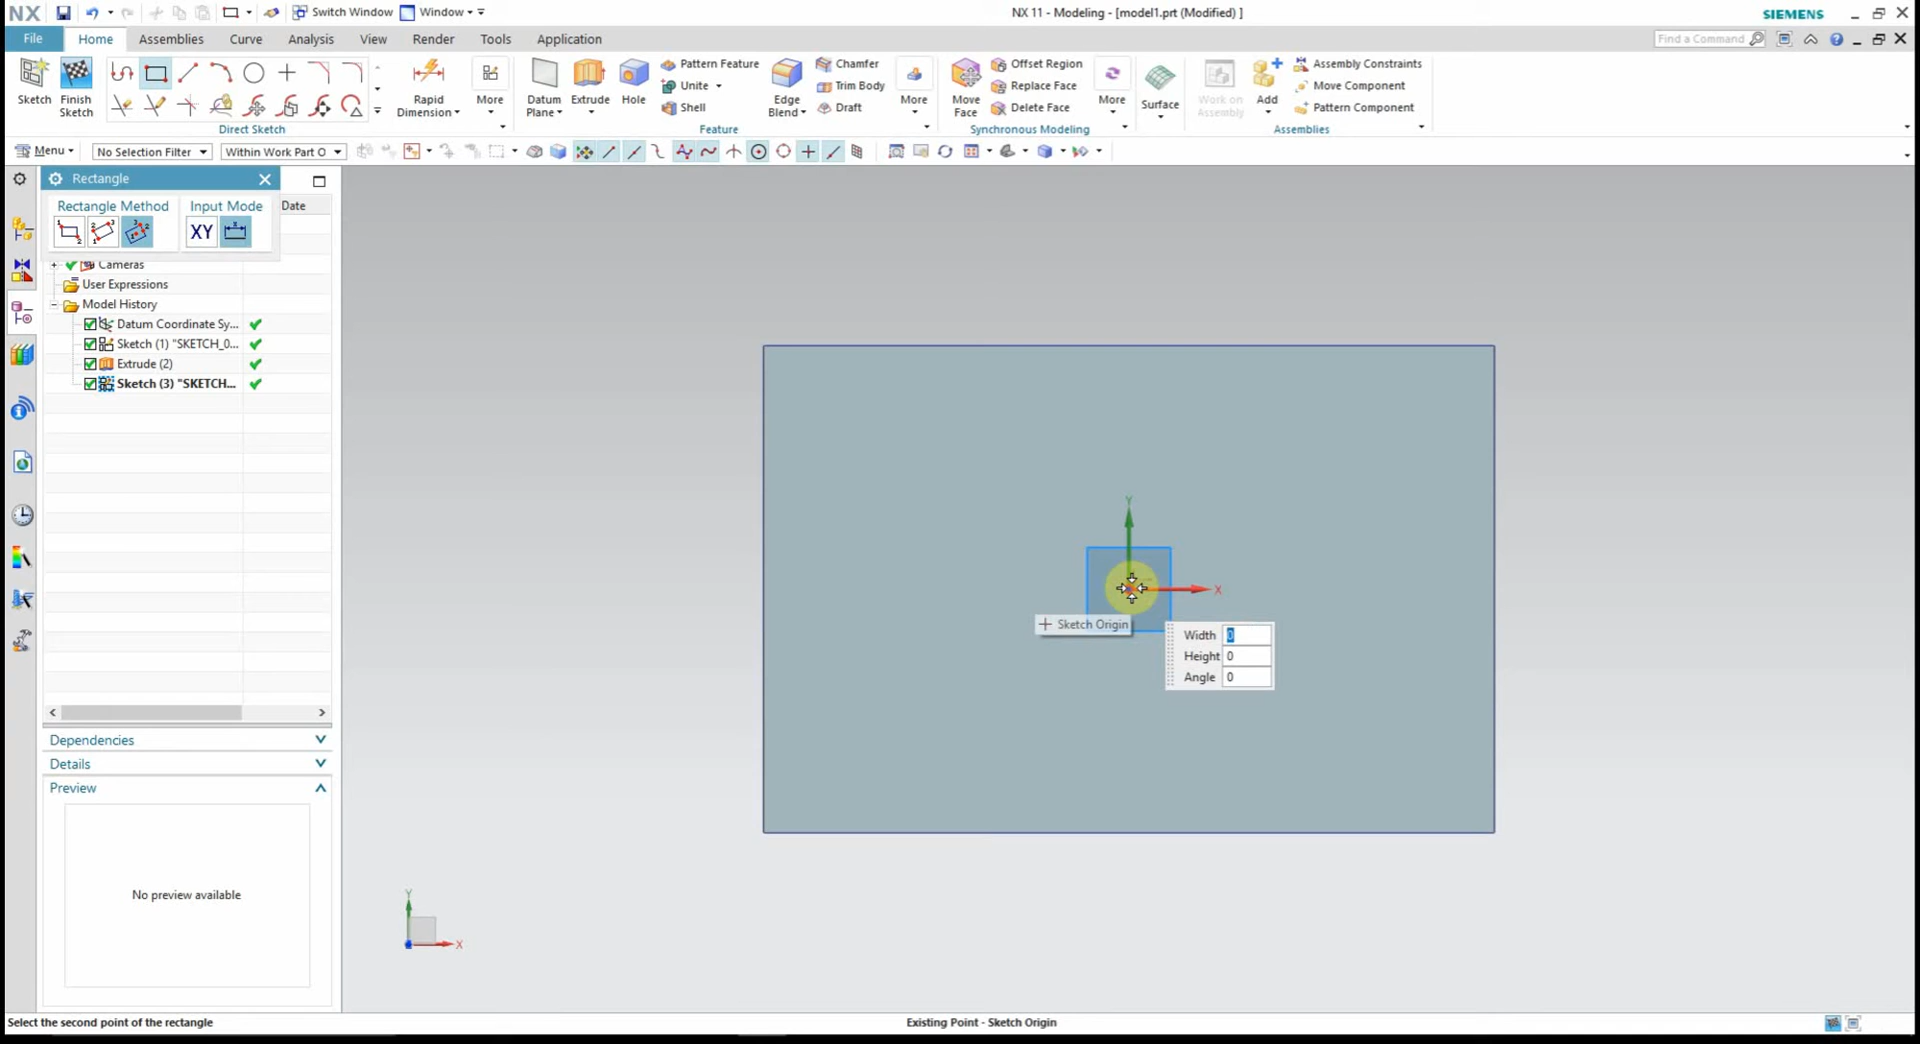 NX Switch Window Window NX 11 - Modeling - [model1.prt (Modified) ] SIEMENS
File Home Assemblies Curve Analysis View Render Tools Application Find a Command
Sketch Finish Sketch Rapid Dimension More Datum Plane Extrude Hole Pattern Feature Unite Shell Edge Blend Chamfer Trim Body Draft More Move Face Offset Region Replace Face Delete Face More Surface Work on Assembly Add Assembly Constraints Move Component Pattern Component
Direct Sketch Feature Synchronous Modeling Assemblies
Menu No Selection Filter Within Work Part O
Rectangle
Rectangle Method Input Mode Date
XY
Cameras
User Expressions
Model History
Datum Coordinate Sy...
Sketch (1) "SKETCH_0...
Extrude (2)
Sketch (3) "SKETCH...
Y
X
Sketch Origin
Width 0
Height 0
Angle 0
Dependencies
Details
Preview
No preview available
Y
X
Select the second point of the rectangle Existing Point - Sketch Origin